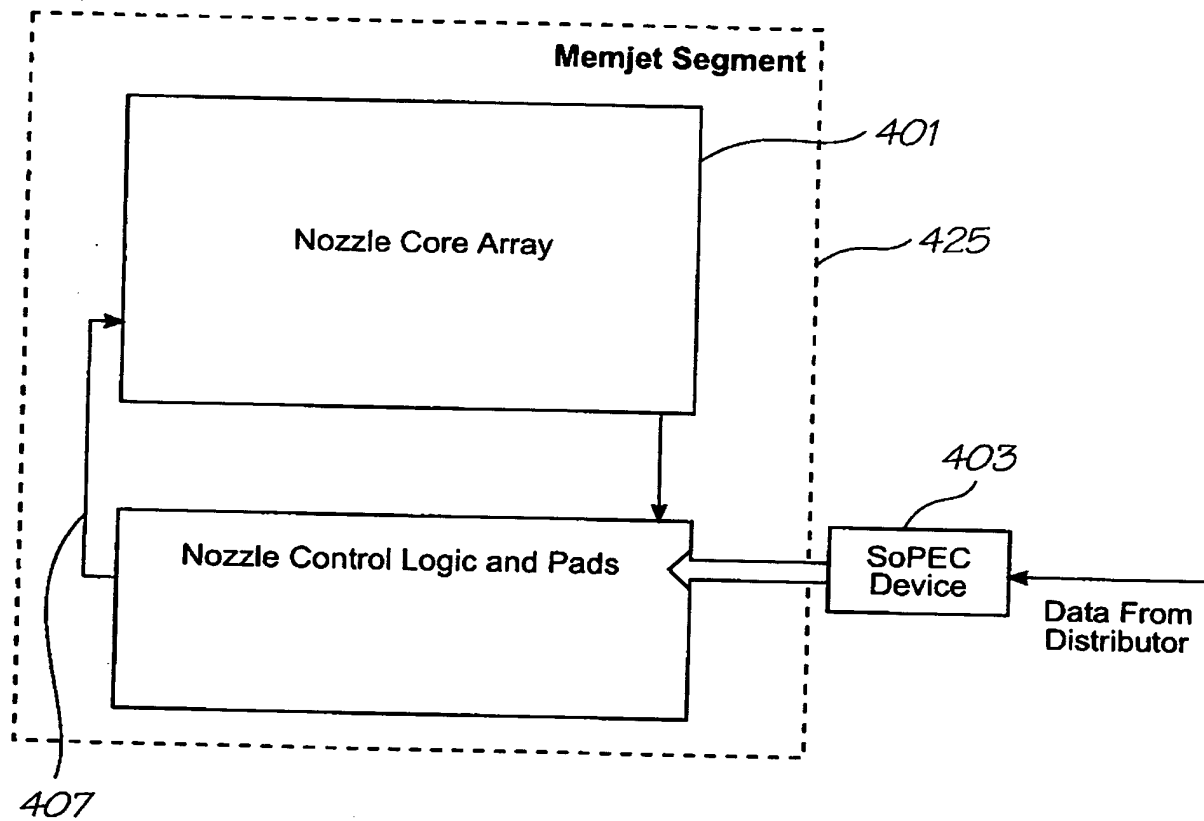 Memjet Segment
401
Nozzle Core Array
425
403
Nozzle Control Logic and Pads
SoPEC
Device
Data From
Distributor
407